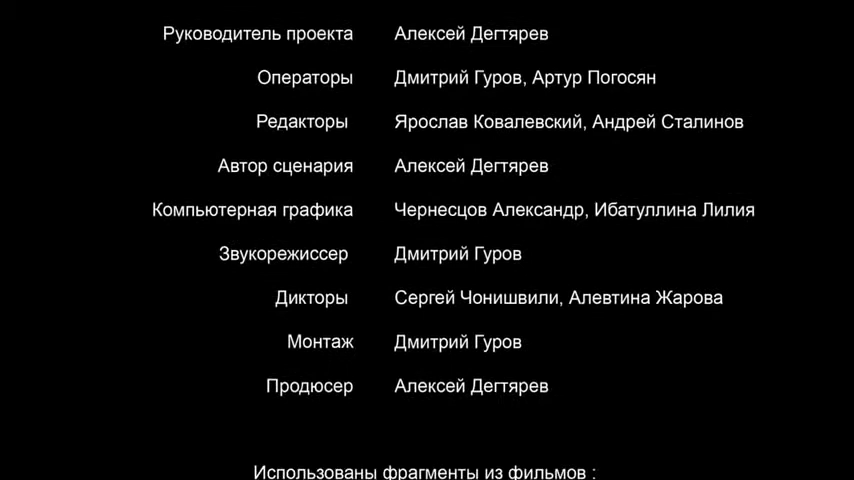 Руководитель проекта Алексей Дегтярев
Операторы Дмитрий Гуров, Артур Погосян
Редакторы Ярослав Ковалевский, Андрей Сталинов
Автор сценария Алексей Дегтярев
Компьютерная графика Чернесцов Александр, Ибатуллина Лилия
Звукорежиссер Дмитрий Гуров
Дикторы Сергей Чонишвили, Алевтина Жарова
Монтаж Дмитрий Гуров
Продюсер Алексей Дегтярев
Использованы фрагменты из фильмов :